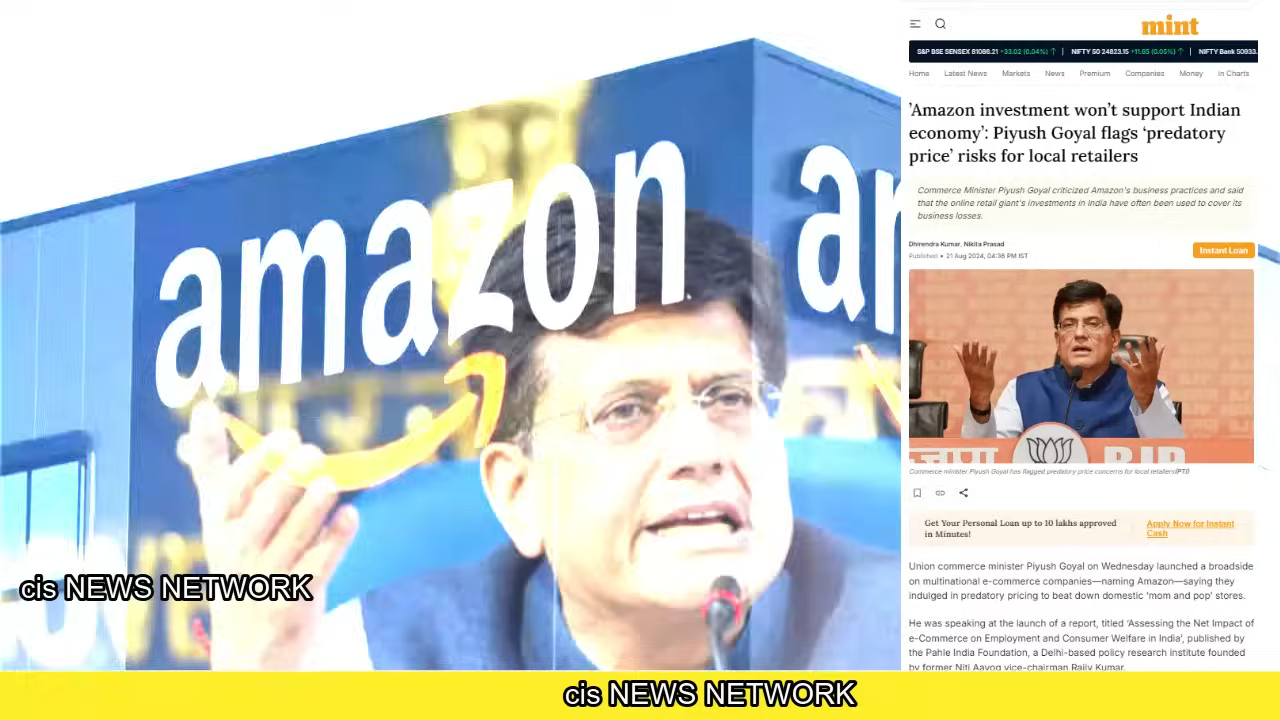 amazon
cis NEWS NETWORK
cis NEWS NETWORK
mint
S&P BSE SENSEX 81086.21 +33.02 (0.04%) ↑ | NIFTY 50 24823.15 +11.65 (0.05%) ↑ | NIFTY Bank 50933.
Home Latest News Markets News Premium Companies Money In Charts
’Amazon investment won’t support Indian
economy’: Piyush Goyal flags ‘predatory
price’ risks for local retailers
Commerce Minister Piyush Goyal criticized Amazon's business practices and said
that the online retail giant's investments in India have often been used to cover its
business losses.
Dhirendra Kumar, Nikita Prasad
Published • 21 Aug 2024, 04:36 PM IST
Instant Loan
BJP
Commerce minister Piyush Goyal has flagged predatory price concerns for local retailers(PTI)
Get Your Personal Loan up to 10 lakhs approved
in Minutes!
Apply Now for Instant
Cash
Union commerce minister Piyush Goyal on Wednesday launched a broadside
on multinational e-commerce companies—naming Amazon—saying they
indulged in predatory pricing to beat down domestic ‘mom and pop’ stores.
He was speaking at the launch of a report, titled ‘Assessing the Net Impact of
e-Commerce on Employment and Consumer Welfare in India’, published by
the Pahle India Foundation, a Delhi-based policy research institute founded
by former Niti Aayog vice-chairman Rajiv Kumar.